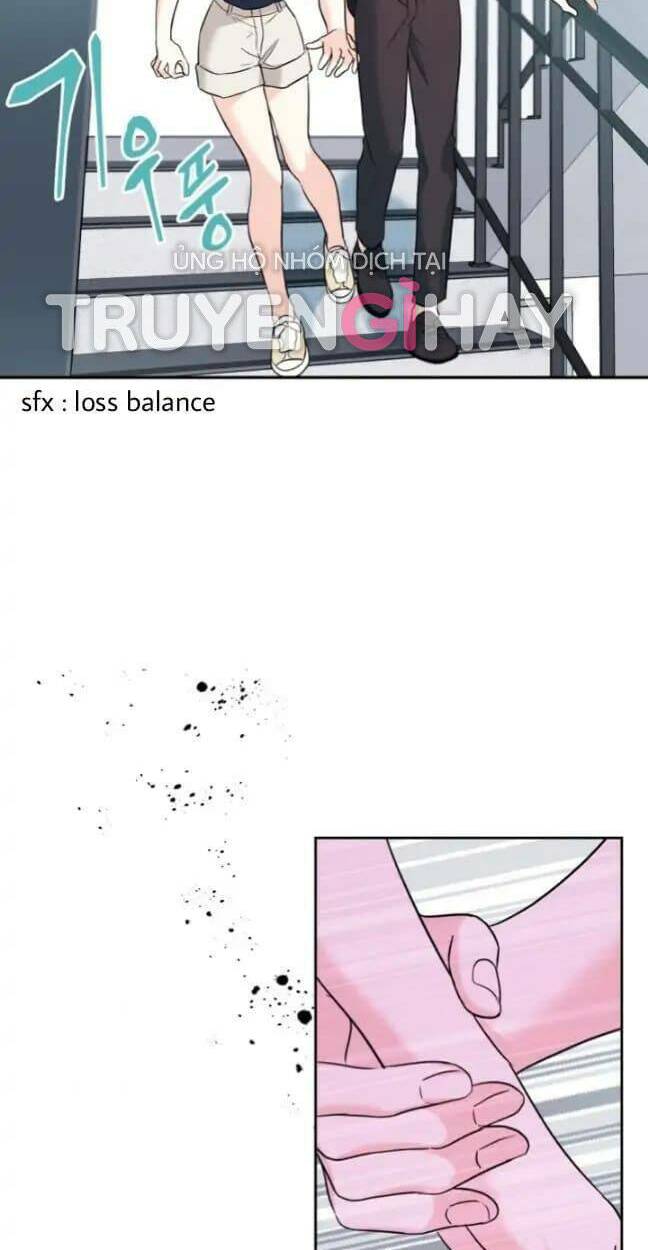 기우뚱
ỦNG HỘ NHÓM DỊCH TẠI
TRUYENGIHAY
sfx : loss balance